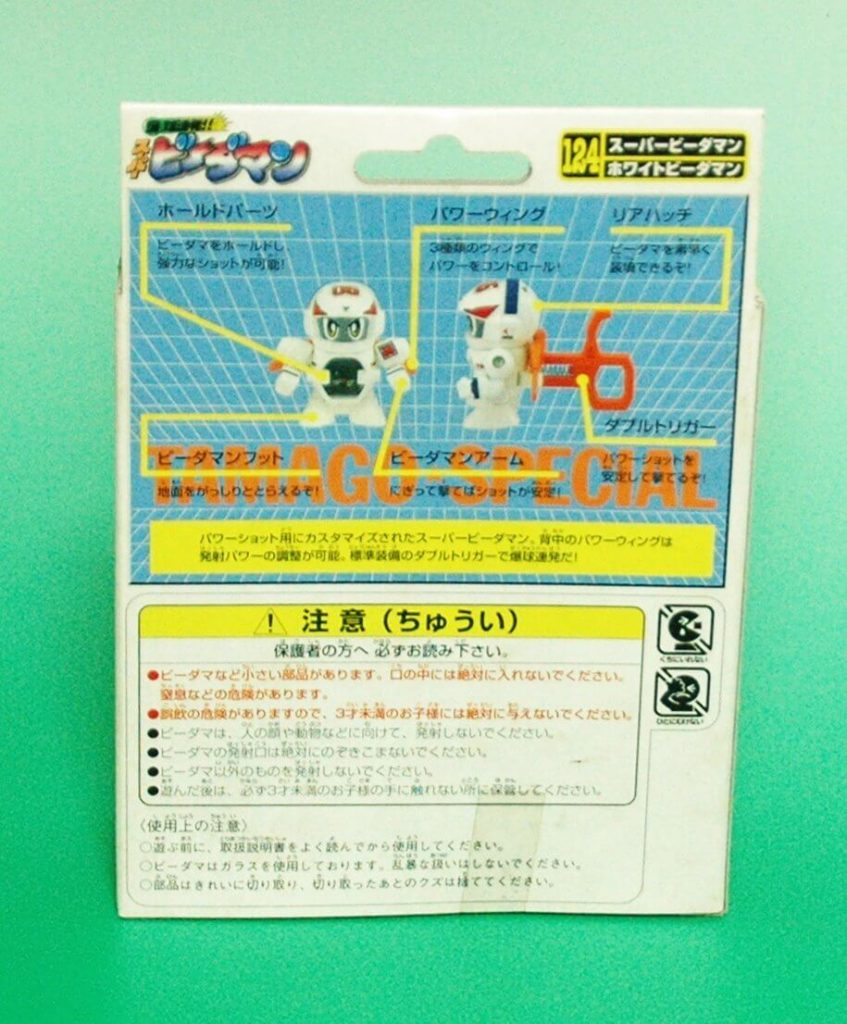 スーパー ビーダマン
124 スーパービーダマン
ホワイトビーダマン
ホールドパーツ
ビーダマをホールドし、
強力なショットが可能!
パワーウィング
3種類のウィングで
パワーをコントロール!
リアハッチ
ビーダマを素早く
装填できるぞ!
ダブルトリガー
パワーショットを
安定して撃てるぞ!
ビーダマンフット
地面をがっしりととらえるぞ!
ビーダマンアーム
にぎって撃てばショットが安定!
TAMAGO SPECIAL
パワーショット用にカスタマイズされたスーパービーダマン。背中のパワーウィングは
発射パワーの調整が可能。標準装備のダブルトリガーで爆球連発だ!
注意(ちゅうい)
保護者の方へ 必ずお読み下さい。
●ビーダマなど小さい部品があります。口の中には絶対に入れないでください。
窒息などの危険があります。
●誤飲の危険がありますので、3才未満のお子様には絶対に与えないでください。
●ビーダマは、人の顔や動物などに向けて、発射しないでください。
●ビーダマの発射口は絶対にのぞきこまないでください。
●ビーダマ以外のものを発射しないでください。
●遊んだ後は、必ず3才未満のお子様の手に触れない所に保管してください。
くちにいれない
ひとにむけない
〈使用上の注意〉
○遊ぶ前に、取扱説明書をよく読んでから使用してください。
○ビーダマはガラスを使用しております。乱暴な扱いはしないでください。
○部品はきれいに切り取り、切り取ったあとのクズは捨ててください。